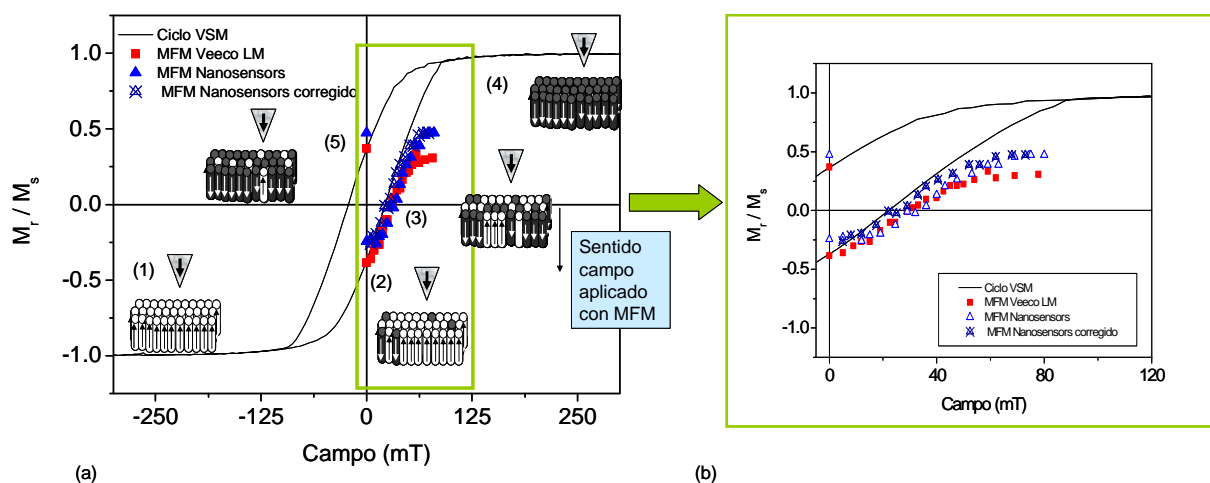 Ciclo VSM
MFM Veeco LM
MFM Nanosensors
MFM Nanosensors corregido
(1)
(2)
(3)
(4)
(5)
1.0
0.5
0.0
-0.5
-1.0
M_r / M_s
-250
-125
0
125
250
Campo (mT)
Sentido
campo
aplicado
con MFM
(a)
1.0
0.5
0.0
-0.5
-1.0
M_r / M_s
Ciclo VSM
MFM Veeco LM
MFM Nanosensors
MFM Nanosensors corregido
0
40
80
120
Campo (mT)
(b)